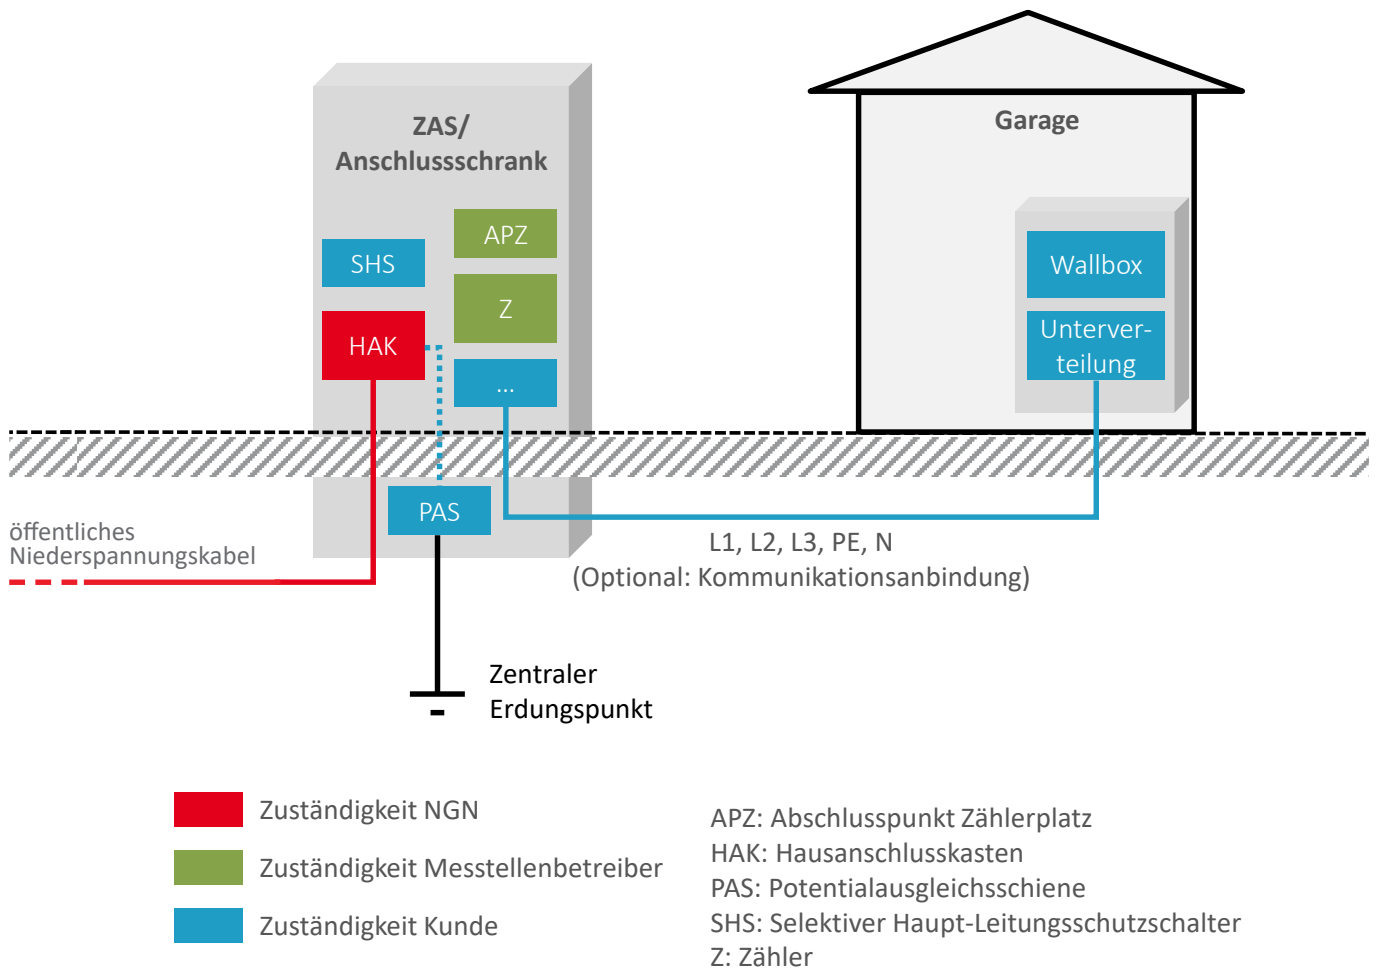 ZAS/
Anschlussschrank
APZ
SHS
Z
HAK
...
PAS
Garage
Wallbox
Unterver-
teilung
öffentliches
Niederspannungskabel
L1, L2, L3, PE, N
(Optional: Kommunikationsanbindung)
Zentraler
Erdungspunkt
Zuständigkeit NGN
Zuständigkeit Messtellenbetreiber
Zuständigkeit Kunde
APZ: Abschlusspunkt Zählerplatz
HAK: Hausanschlusskasten
PAS: Potentialausgleichsschiene
SHS: Selektiver Haupt-Leitungsschutzschalter
Z: Zähler